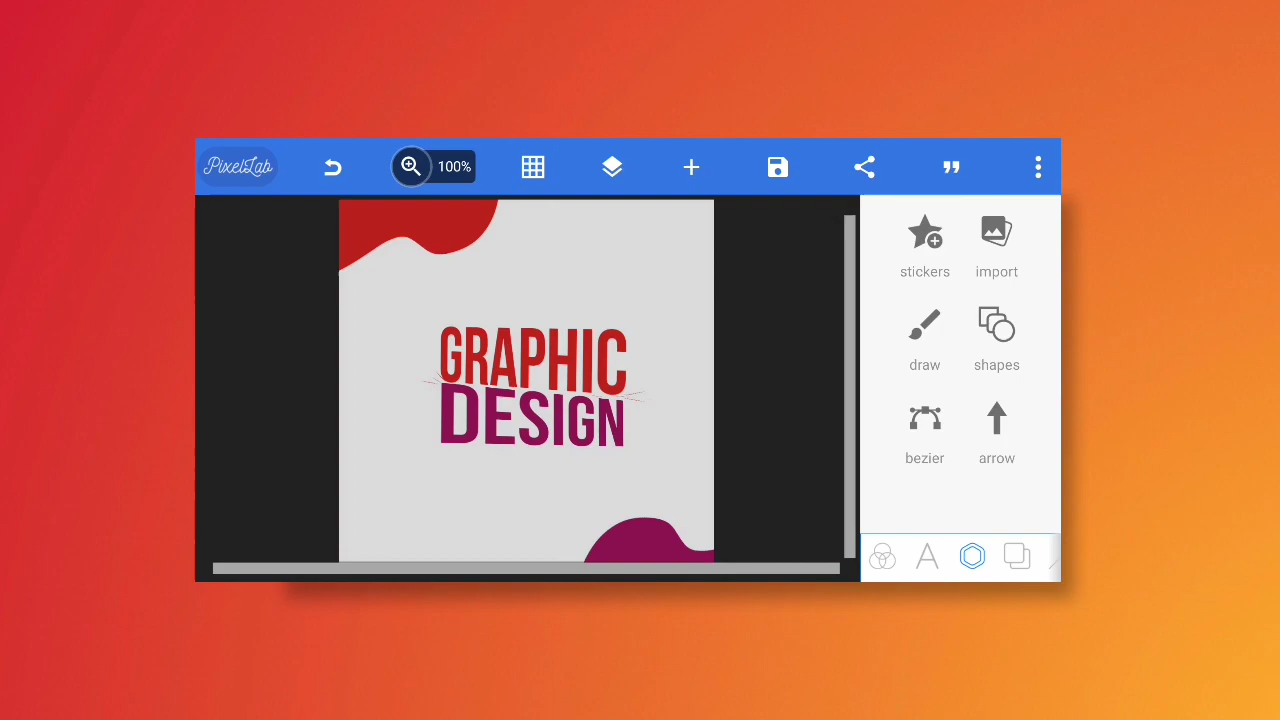 PixelLab
100%
stickers
import
draw
shapes
bezier
arrow
GRAPHIC
DESIGN